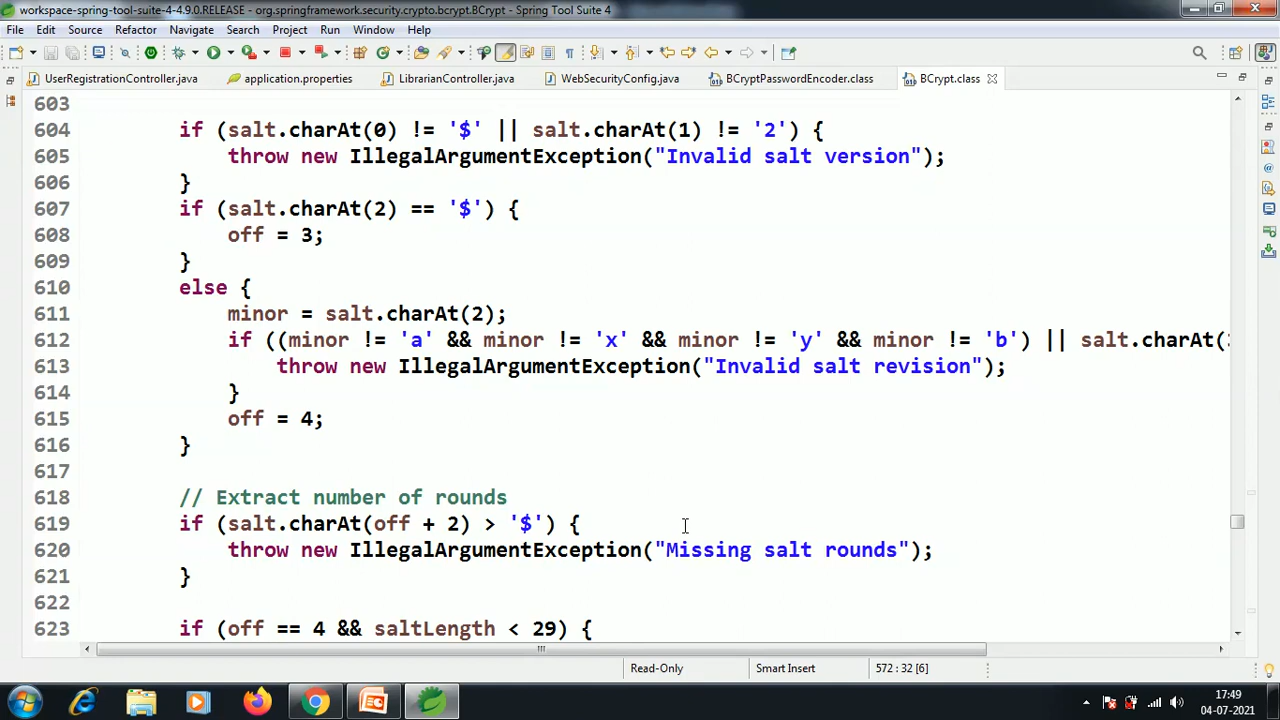 workspace-spring-tool-suite-4-4.9.0.RELEASE - org.springframework.security.crypto.bcrypt.BCrypt - Spring Tool Suite 4
File Edit Source Refactor Navigate Search Project Run Window Help
UserRegistrationController.java application.properties LibrarianController.java WebSecurityConfig.java BCryptPasswordEncoder.class BCrypt.class
603
604 if (salt.charAt(0) != '$' || salt.charAt(1) != '2') {
605 throw new IllegalArgumentException("Invalid salt version");
606 }
607 if (salt.charAt(2) == '$') {
608 off = 3;
609 }
610 else {
611 minor = salt.charAt(2);
612 if ((minor != 'a' && minor != 'x' && minor != 'y' && minor != 'b') || salt.charAt(
613 throw new IllegalArgumentException("Invalid salt revision");
614 }
615 off = 4;
616 }
617
618 // Extract number of rounds
619 if (salt.charAt(off + 2) > '$') {
620 throw new IllegalArgumentException("Missing salt rounds");
621 }
622
623 if (off == 4 && saltLength < 29) {
Read-Only Smart Insert 572 : 32 [6]
17:49
04-07-2021